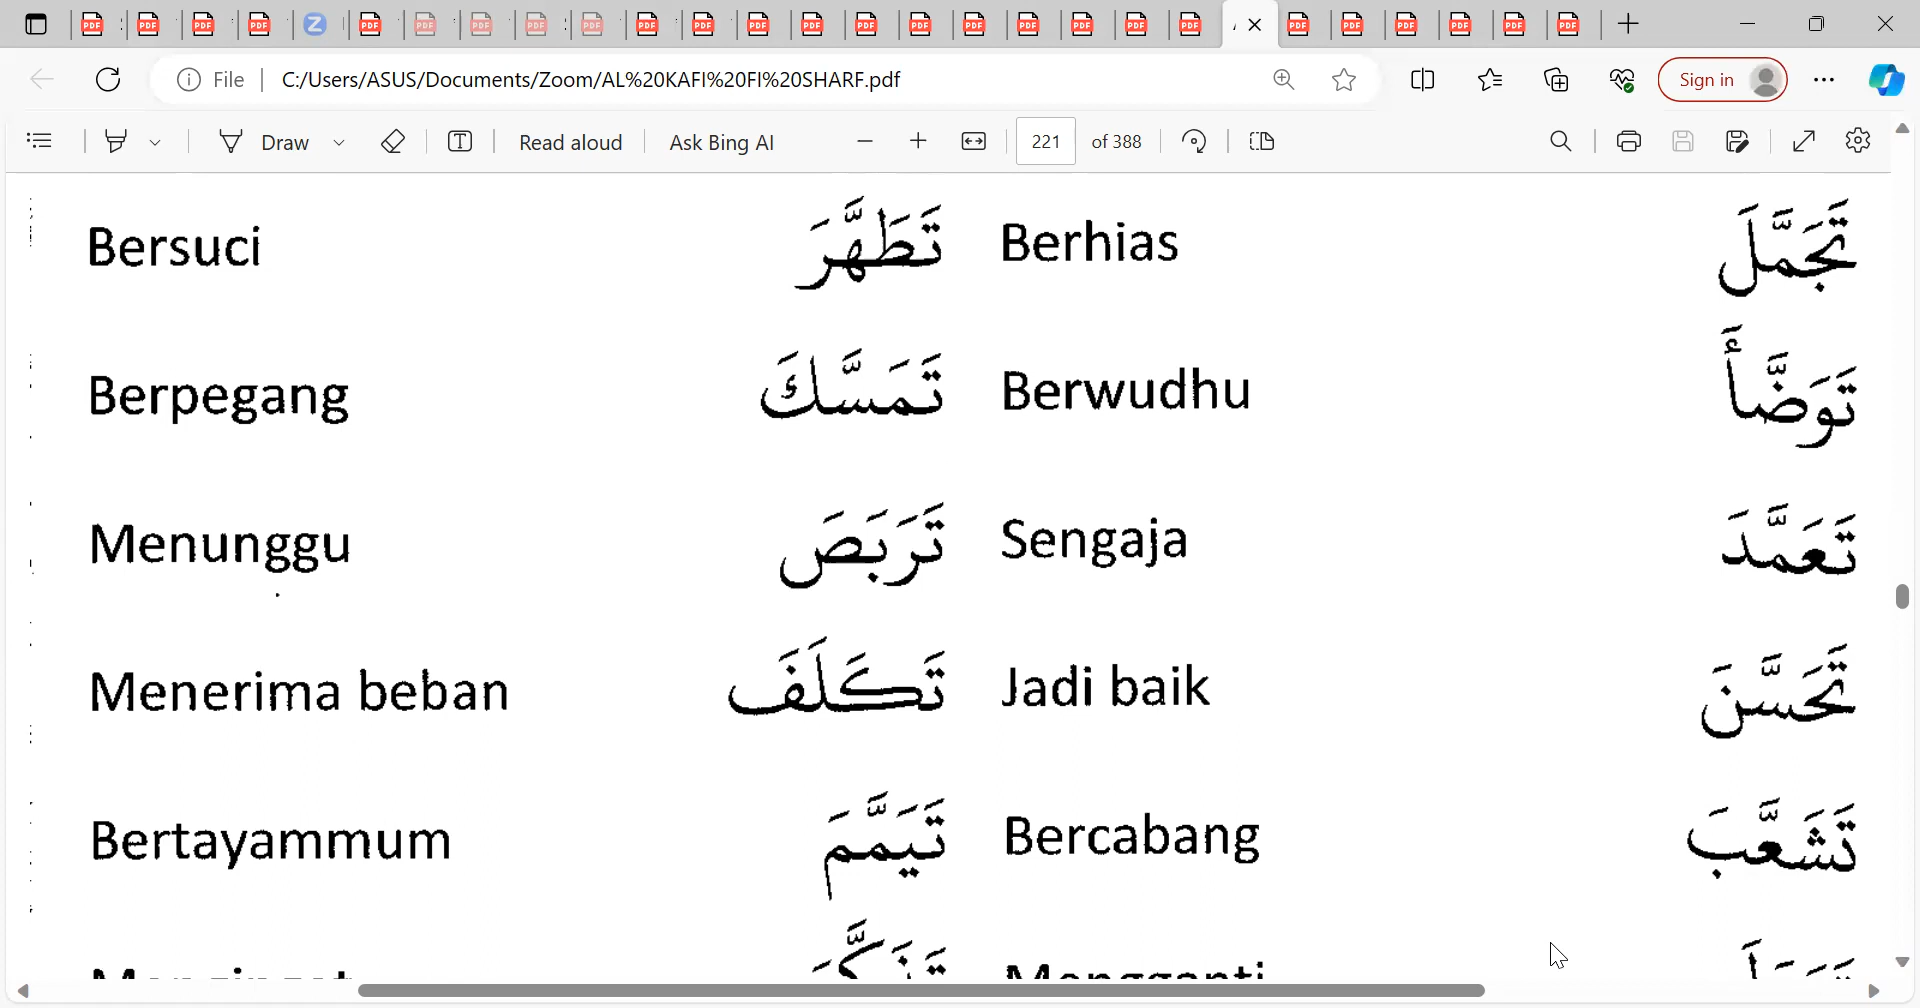 File C:/Users/ASUS/Documents/Zoom/AL%20KAFI%20FI%20SHARF.pdf
Sign in
Draw Read aloud Ask Bing AI 221 of 388
Bersuci تَطَهَّرَ Berhias تَجَمَّلَ
Berpegang تَمَسَّكَ Berwudhu تَوَضَّأَ
Menunggu تَرَبَصَ Sengaja تَعَمَّدَ
Menerima beban تَكَلَفَ Jadi baik تَحَسَّنَ
Bertayammum تَيَمَّمَ Bercabang تَشَعَّبَ
Mengganti